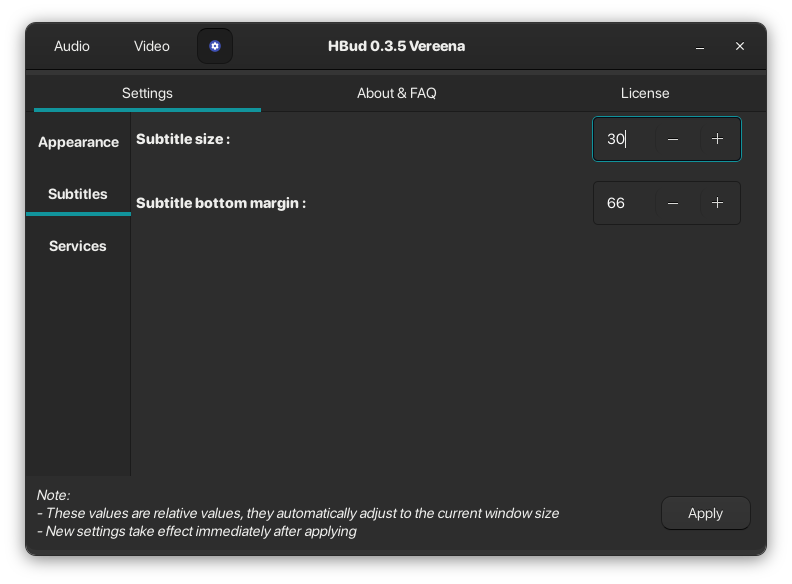 Audio Video HBud 0.3.5 Vereena
Settings About & FAQ License
Appearance
Subtitles
Services
Subtitle size : 30
Subtitle bottom margin : 66
Note:
- These values are relative values, they automatically adjust to the current window size
- New settings take effect immediately after applying
Apply